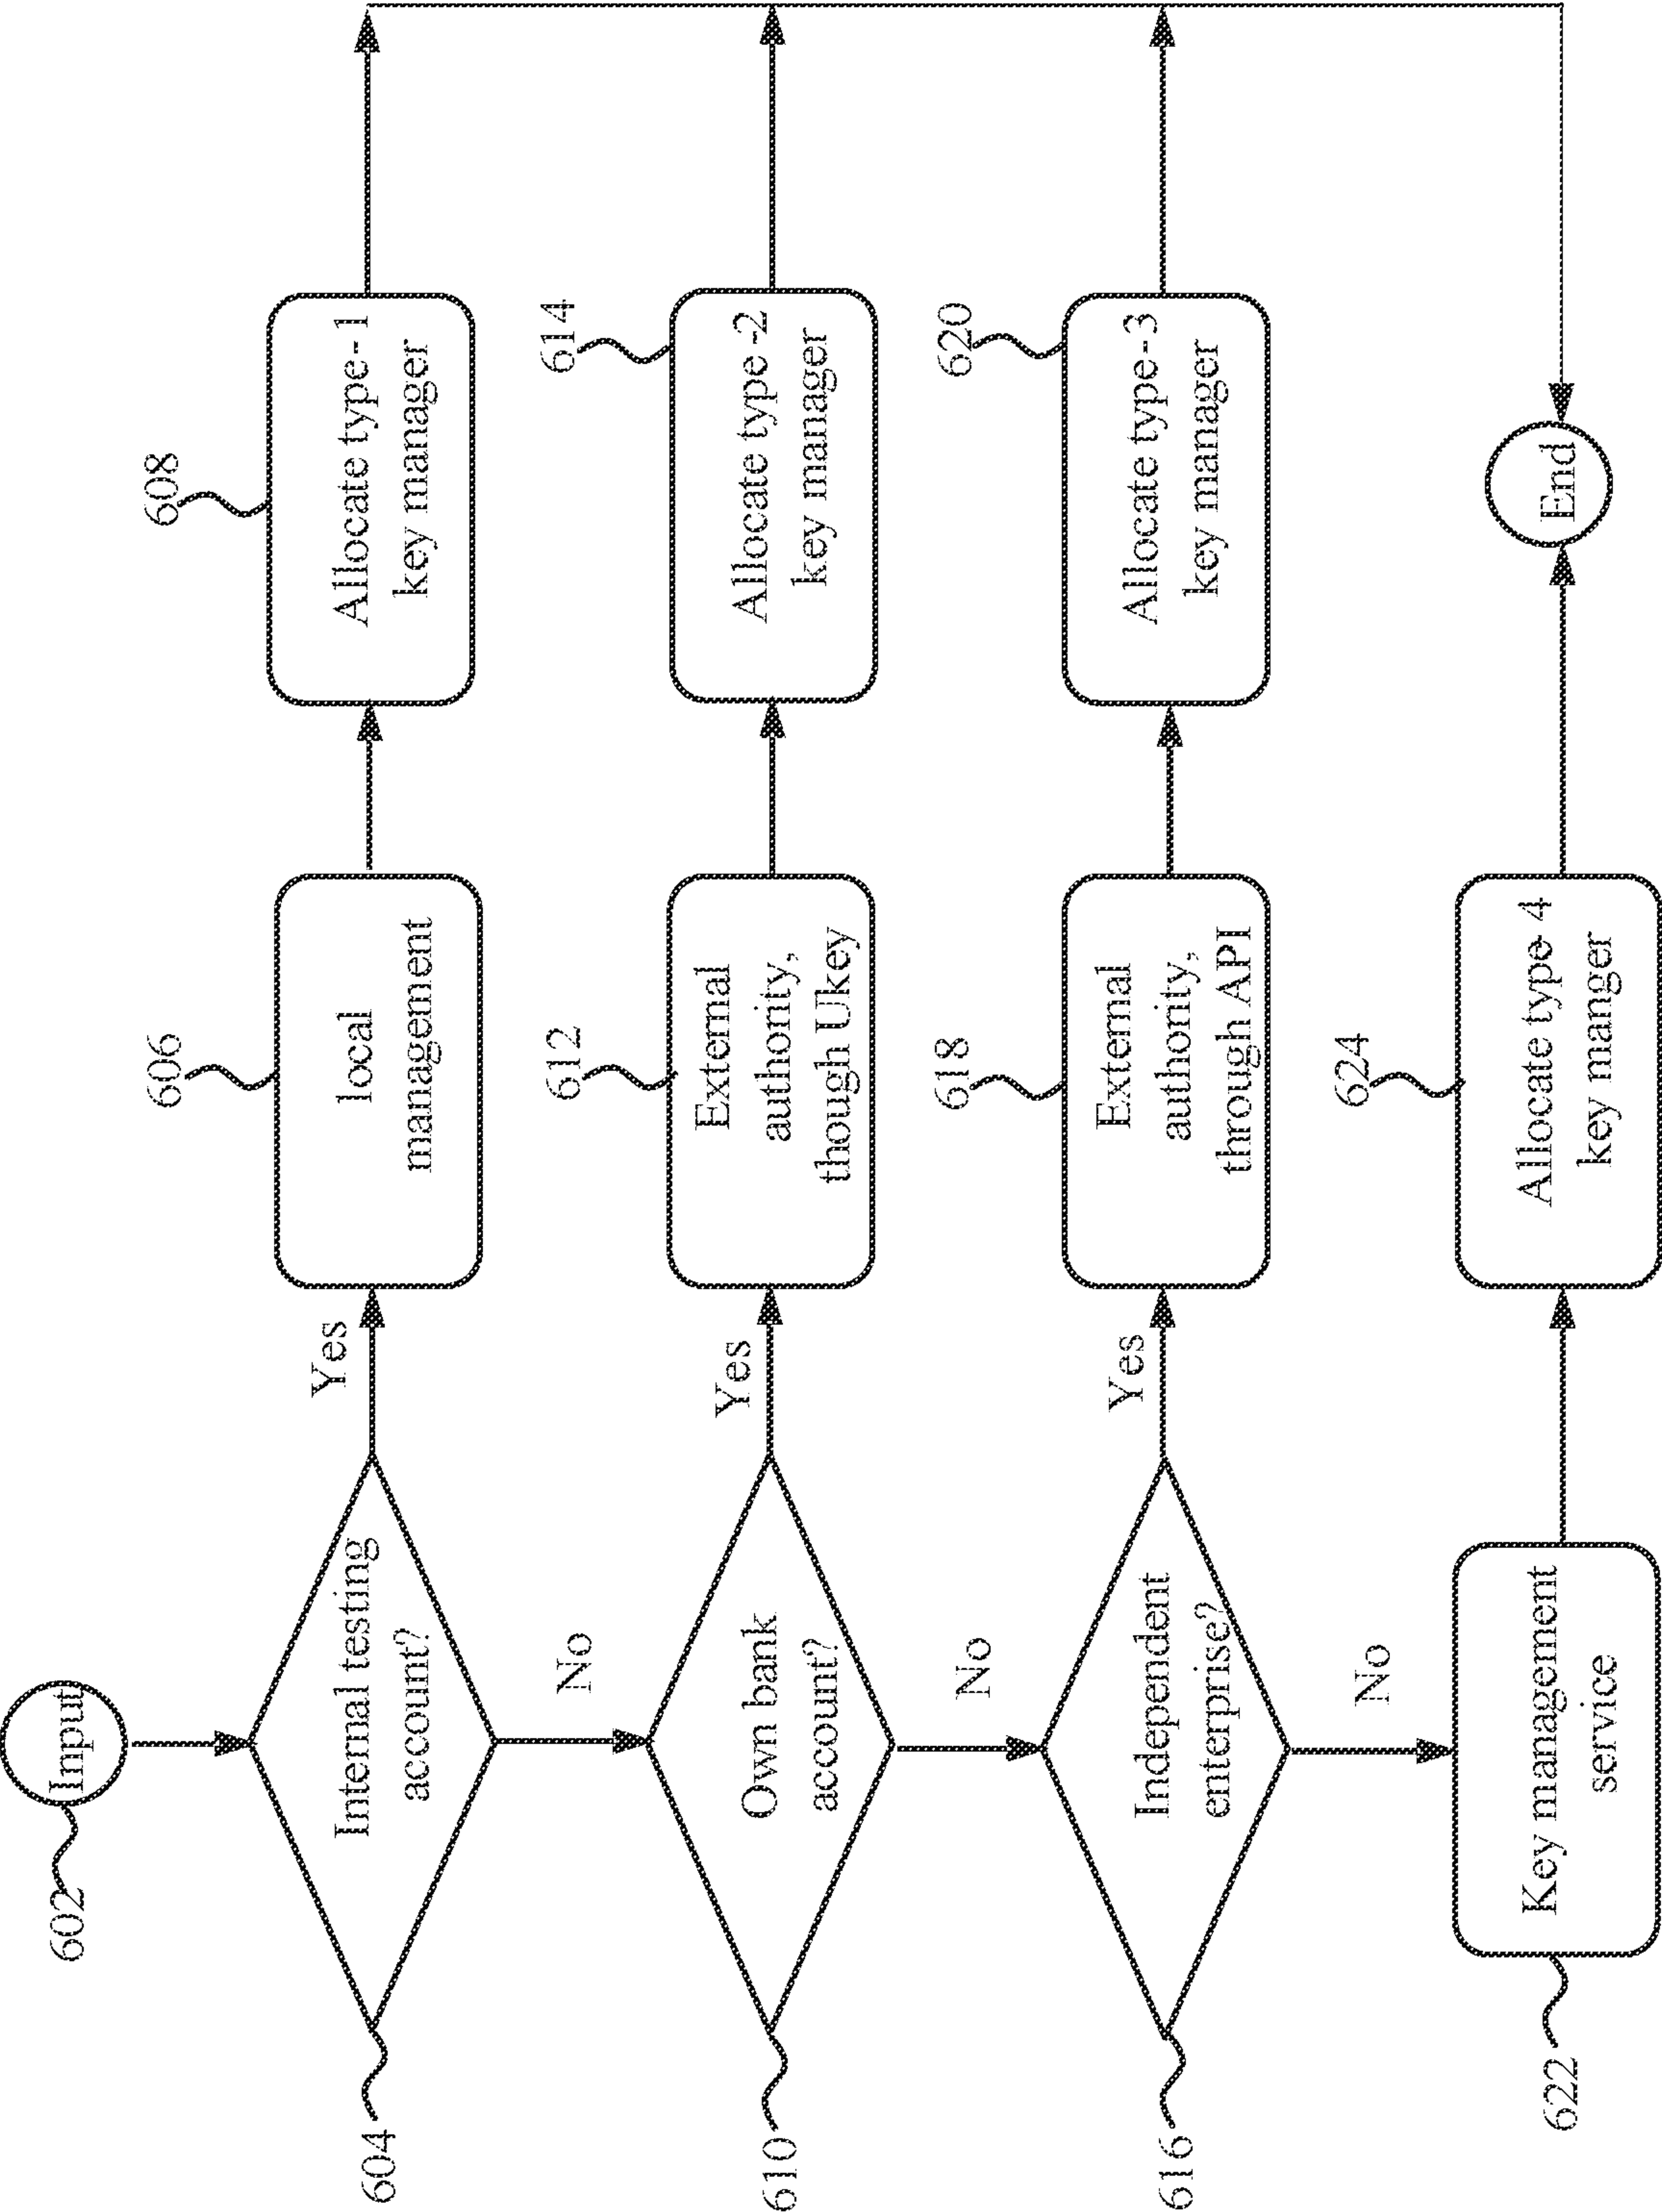 602
Input
604
Internal testing
account?
Yes
606
local
management
608
Allocate type-1
key manager
No
610
Own bank
account?
Yes
612
External
authority,
though Ukey
614
Allocate type-2
key manager
No
616
Independent
enterprise?
Yes
618
External
authority,
through API
620
Allocate type-3
key manager
No
622
Key management
service
624
Allocate type-4
key manger
End